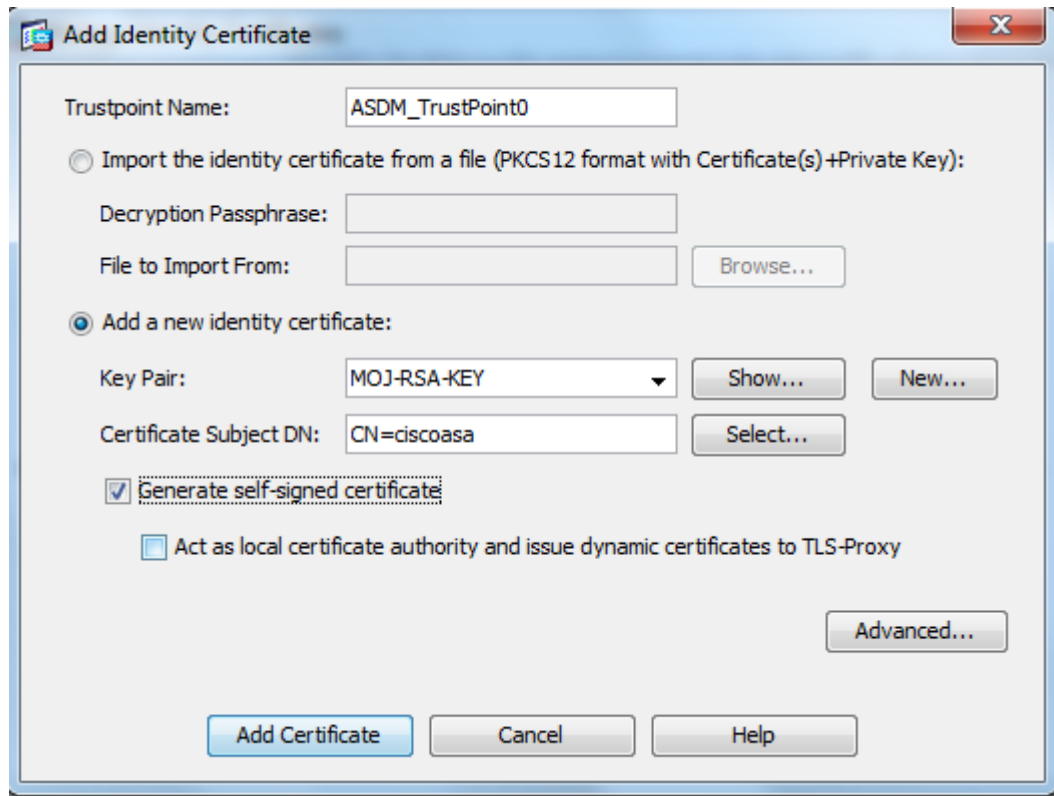 Add Identity Certificate
Trustpoint Name: ASDM_TrustPoint0
Import the identity certificate from a file (PKCS12 format with Certificate(s)+Private Key):
Decryption Passphrase:
File to Import From: Browse...
Add a new identity certificate:
Key Pair: MOJ-RSA-KEY Show... New...
Certificate Subject DN: CN=ciscoasa Select...
Generate self-signed certificate
Act as local certificate authority and issue dynamic certificates to TLS-Proxy
Advanced...
Add Certificate Cancel Help